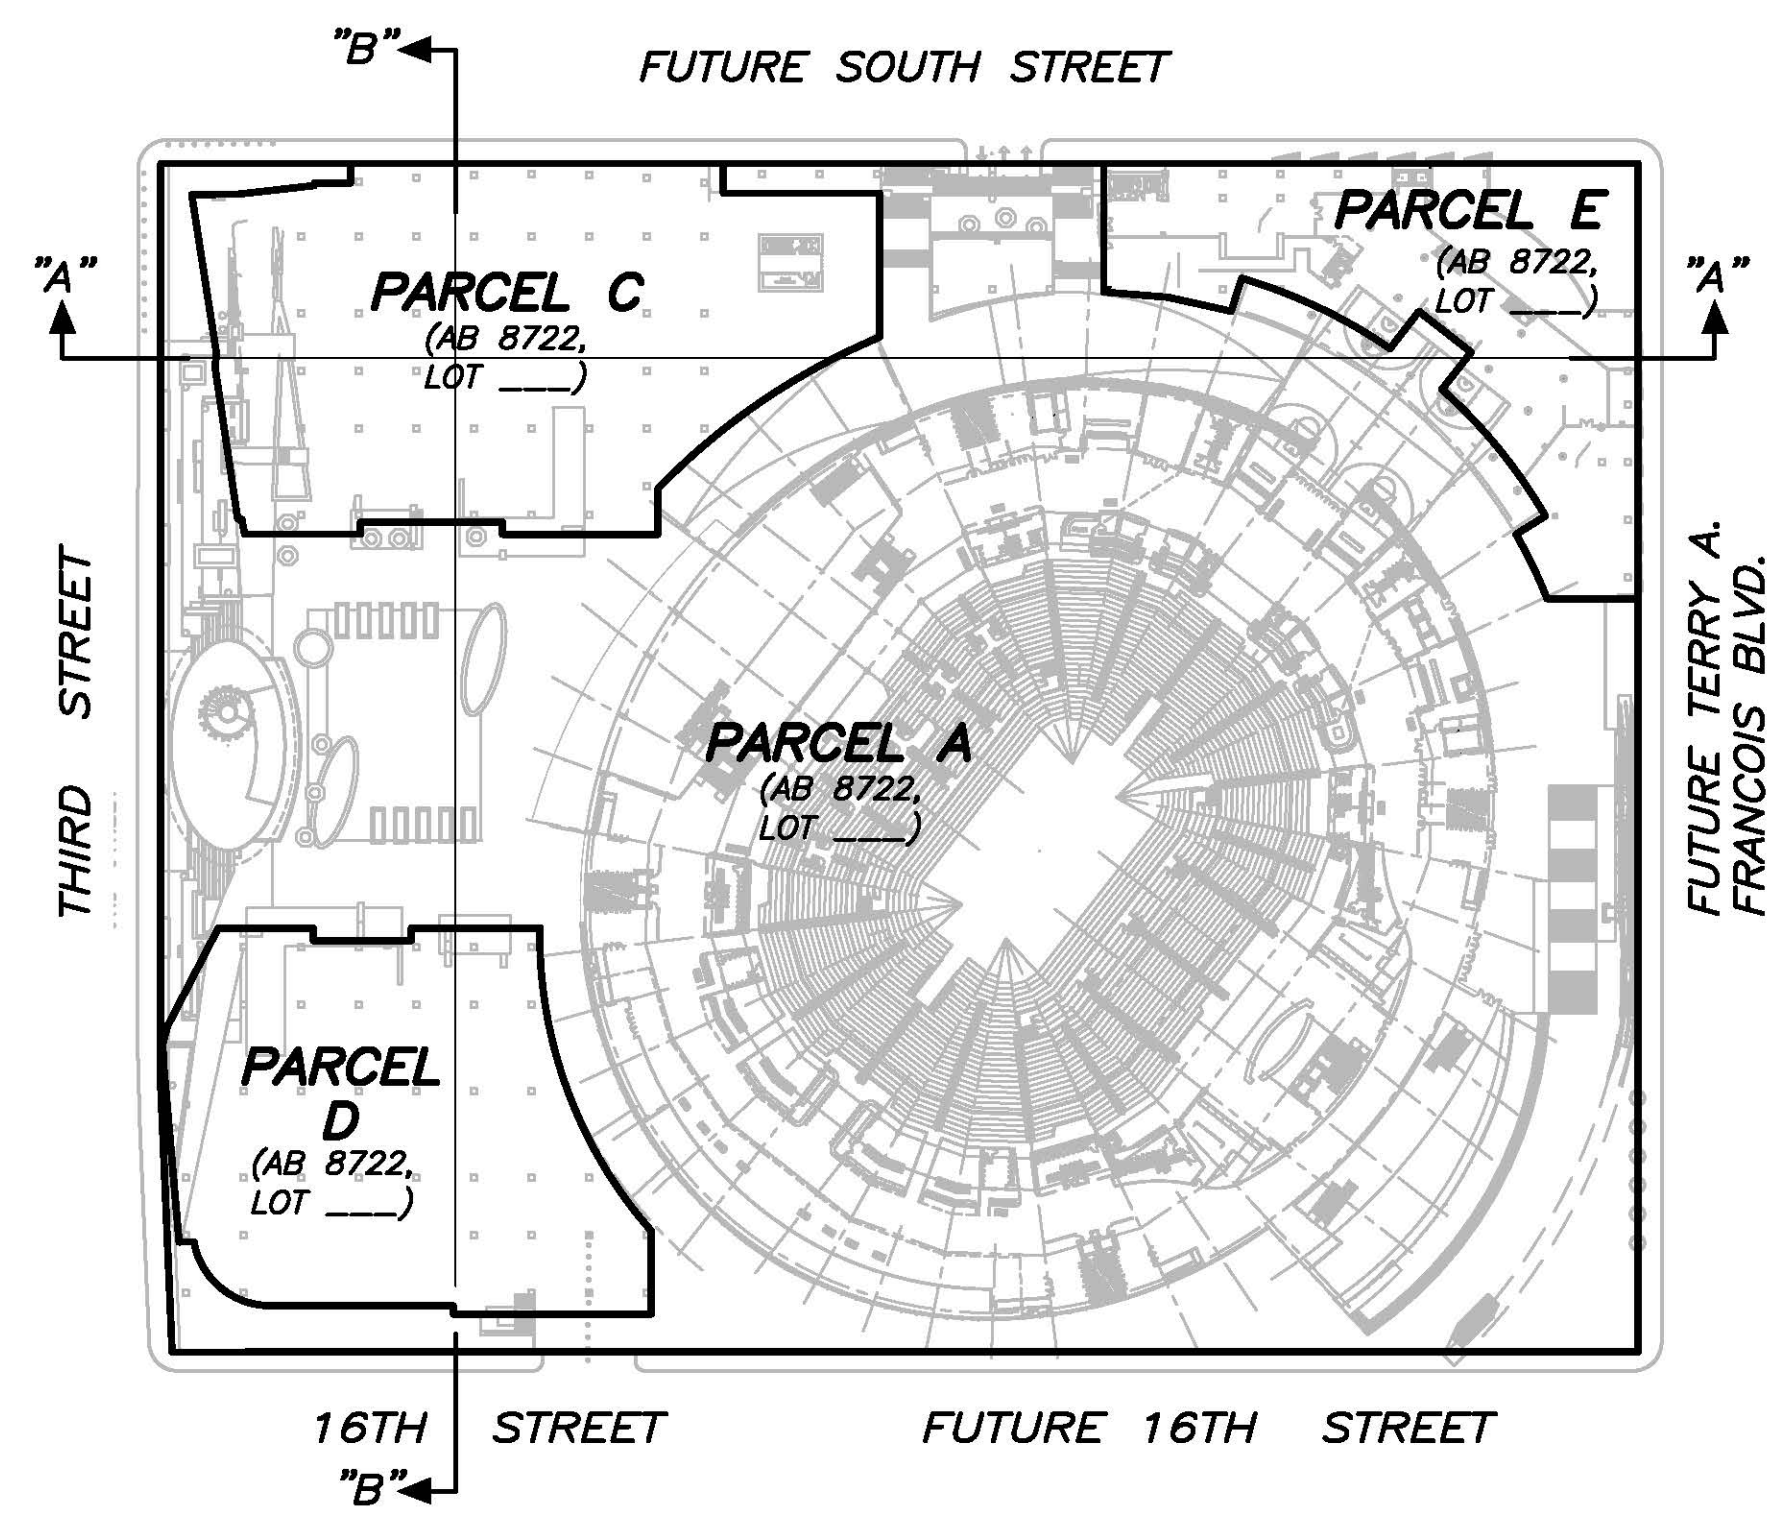 "B"
FUTURE SOUTH STREET
PARCEL E
(AB 8722,
LOT ___)
"A"
"A"
PARCEL C
(AB 8722,
LOT ___)
THIRD STREET
FUTURE TERRY A.
FRANCOIS BLVD.
PARCEL A
(AB 8722,
LOT ___)
PARCEL
D
(AB 8722,
LOT ___)
16TH STREET
FUTURE 16TH STREET
"B"